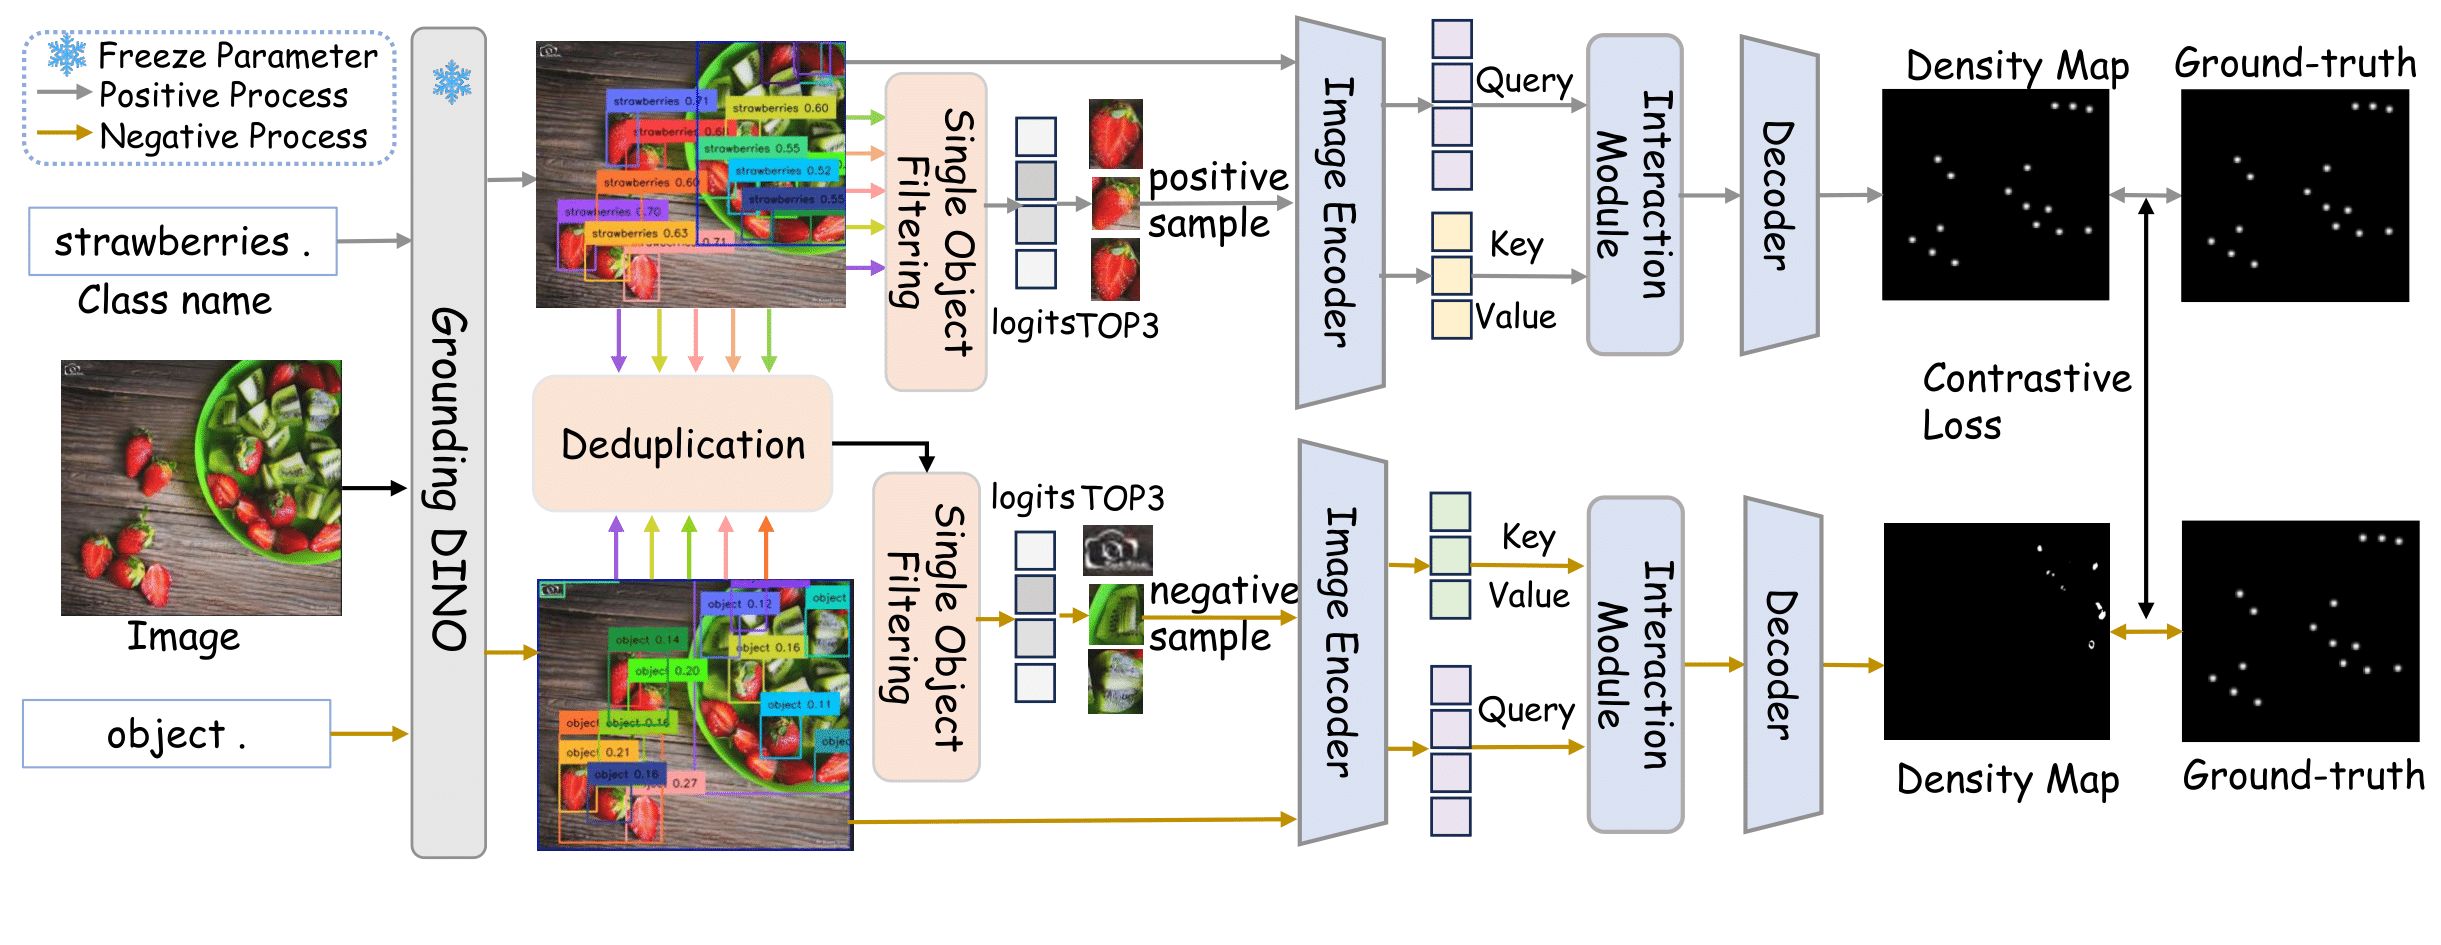 Freeze Parameter
Positive Process
Negative Process
strawberries .
Class name
Image
object .
Grounding DINO
strawberries 0.71
strawberries 0.60
strawberries 0.68
strawberries 0.55
strawberries 0.52
strawberries 0.60
strawberries 0.55
strawberries 0.70
strawberries 0.63
0.71
Deduplication
object 0.12
object
object 0.14
object 0.16
object 0.20
object 0.11
object 0.16
object 0.21
object 0.16
0.27
Single Object
Filtering
logits TOP3
positive
sample
Image Encoder
Query
Key
Value
Interaction
Module
Decoder
Density Map
Ground-truth
Contrastive
Loss
Single Object
Filtering
logits TOP3
negative
sample
Image Encoder
Key
Value
Query
Interaction
Module
Decoder
Density Map
Ground-truth